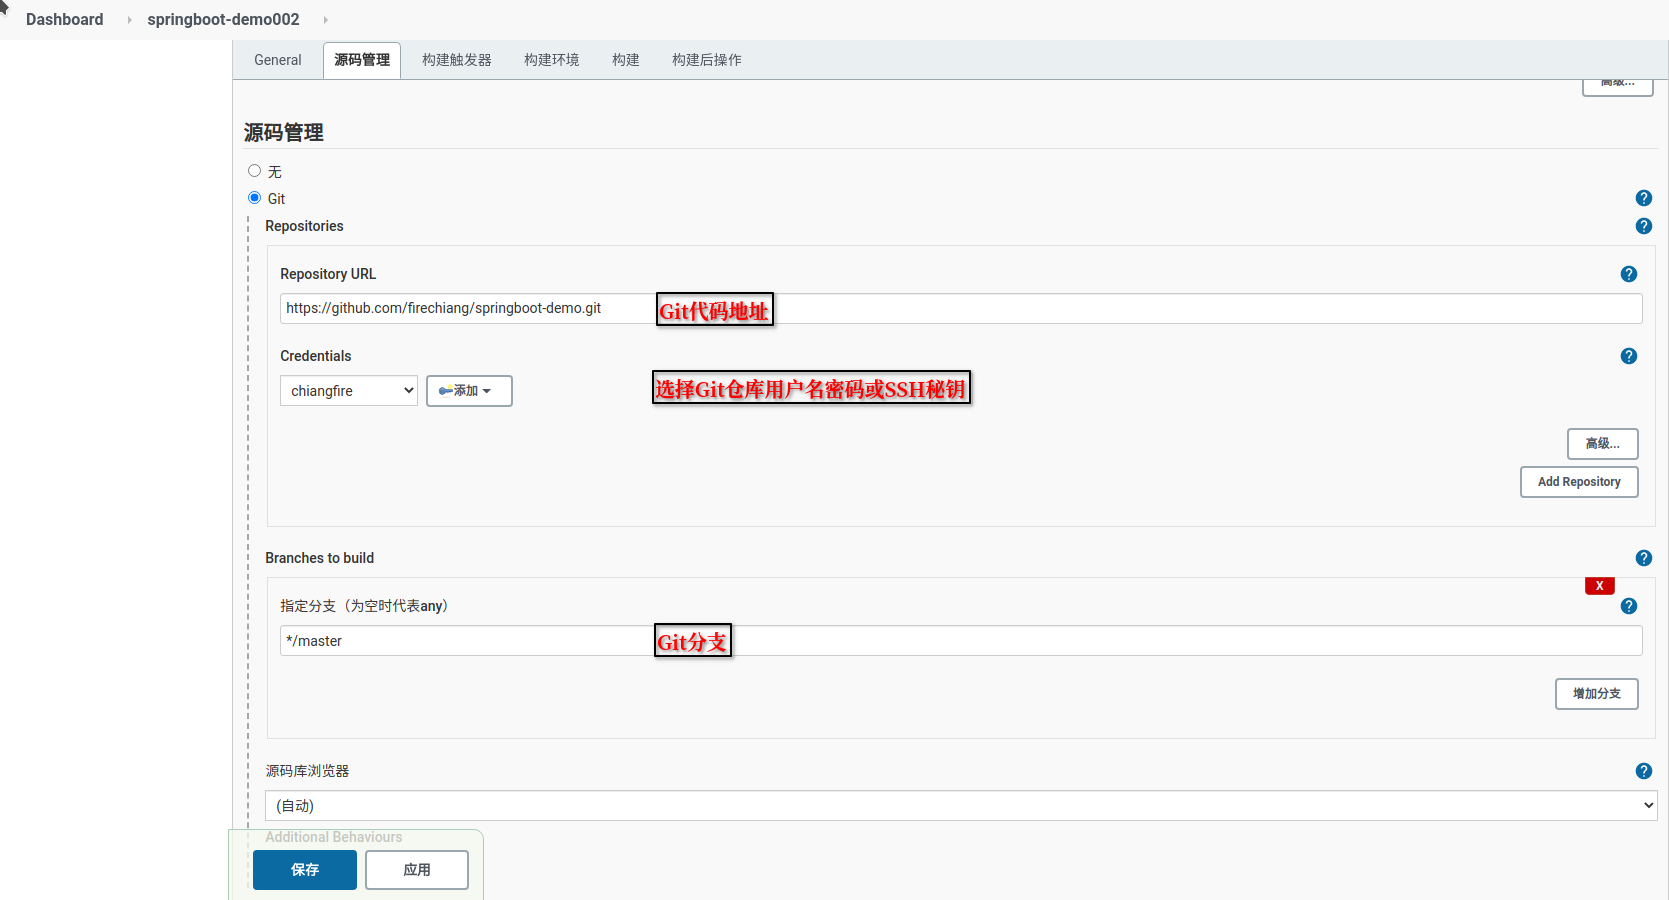 Dashboard springboot-demo002
General 源码管理 构建触发器 构建环境 构建 构建后操作
高级...
源码管理
无
Git
?
Repositories
?
Repository URL
?
https://github.com/firechiang/springboot-demo.git
Git代码地址
Credentials
?
chiangfire
添加
选择Git仓库用户名密码或SSH秘钥
高级...
Add Repository
Branches to build
?
X
指定分支（为空时代表any）
?
*/master
Git分支
增加分支
源码库浏览器
?
(自动)
Additional Behaviours
保存 应用